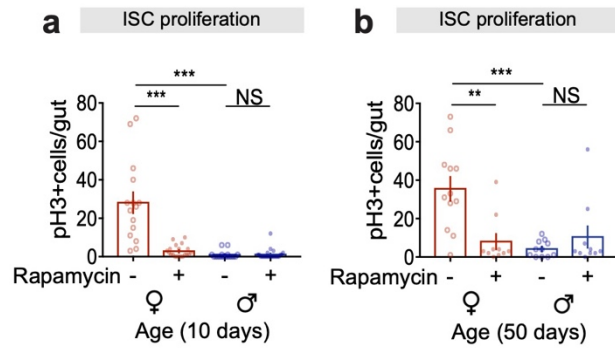 a
ISC proliferation
***
***
NS
pH3+cells/gut
80
60
40
20
0
Rapamycin - + - +
♀ ♂
Age (10 days)
b
ISC proliferation
***
**
NS
pH3+cells/gut
80
60
40
20
0
Rapamycin - + - +
♀ ♂
Age (50 days)